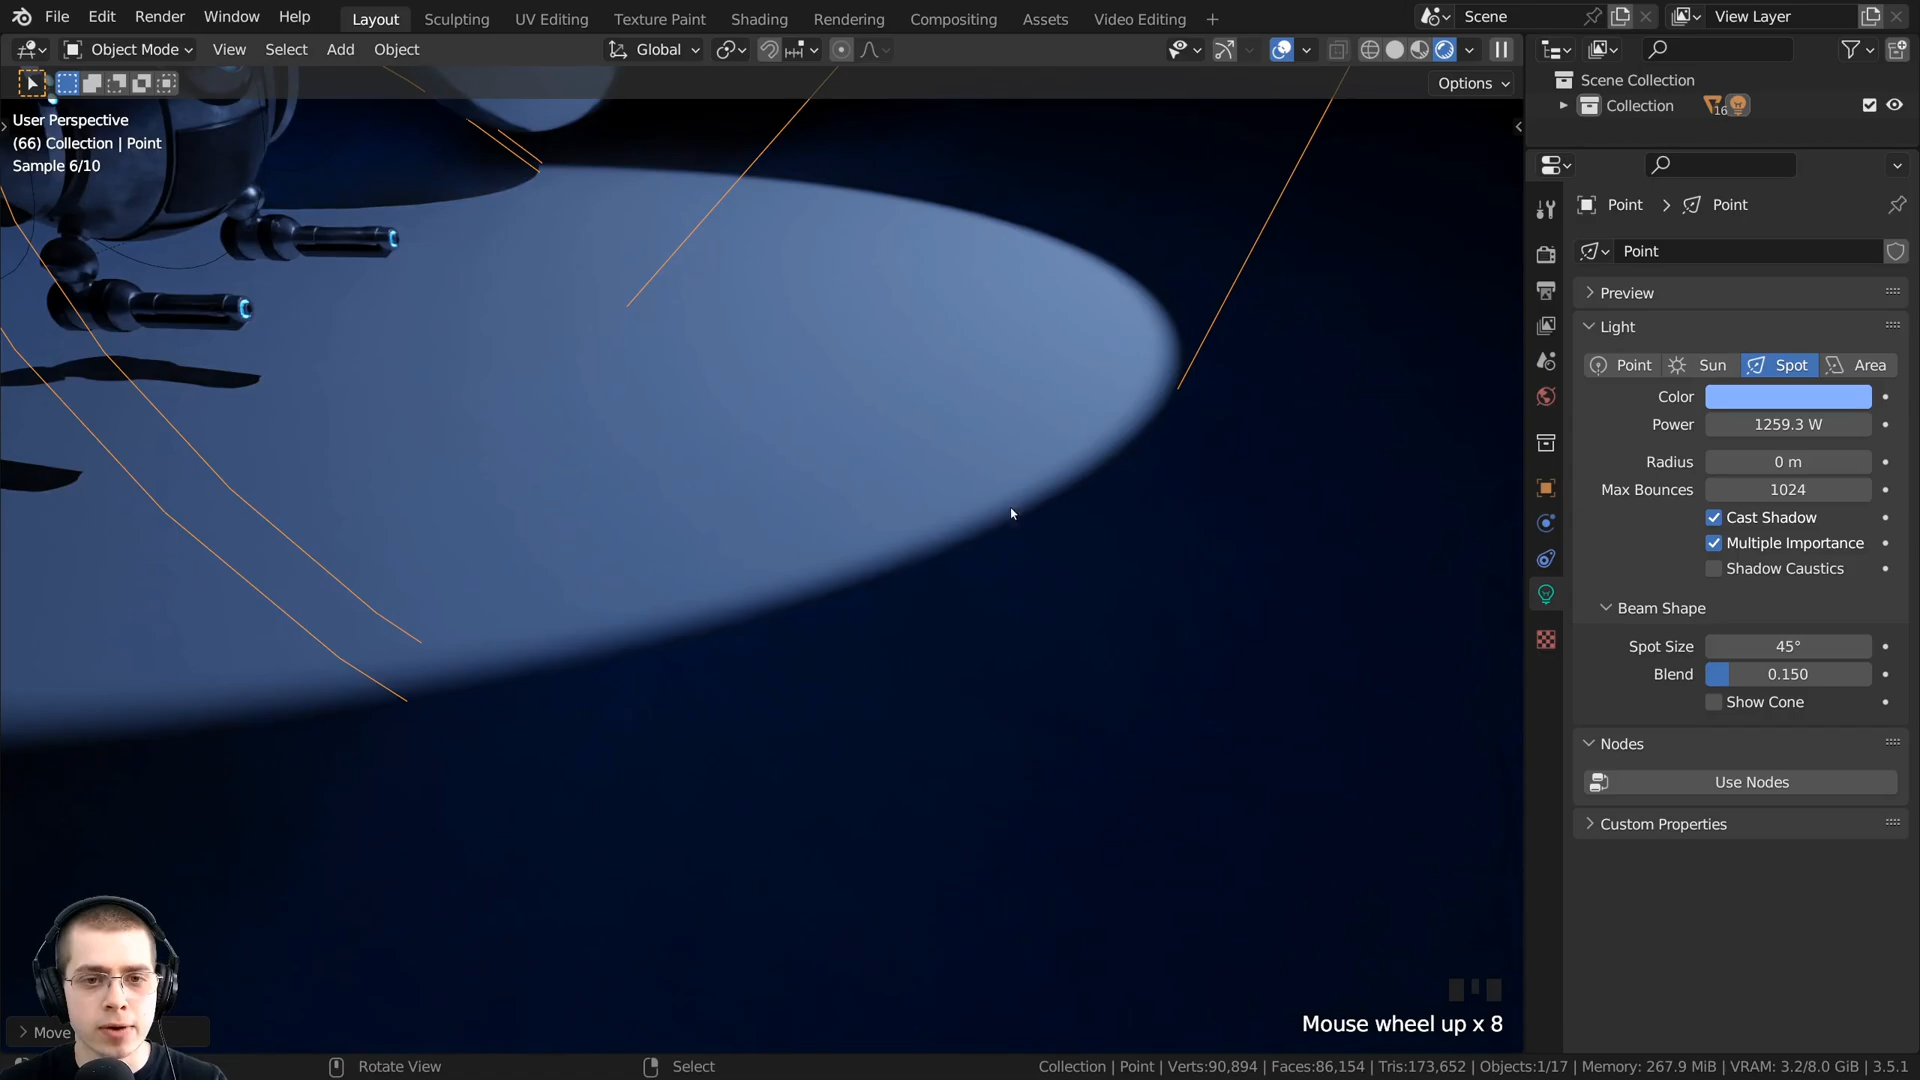 File Edit Render Window Help Layout Sculpting UV Editing Texture Paint Shading Rendering Compositing Assets Video Editing Scene View Layer
Object Mode View Select Add Object Global
Options
Scene Collection
Collection 16
User Perspective
(66) Collection | Point
Sample 6/10
Point > Point
Point
Preview
Light
Point Sun Spot Area
Color
Power 1259.3 W
Radius 0 m
Max Bounces 1024
Cast Shadow
Multiple Importance
Shadow Caustics
Beam Shape
Spot Size 45°
Blend 0.150
Show Cone
Nodes
Use Nodes
Custom Properties
Mouse wheel up x 8
Move
Rotate View Select Collection | Point | Verts:90,894 | Faces:86,154 | Tris:173,652 | Objects:1/17 | Memory: 267.9 MiB | VRAM: 3.2/8.0 GiB | 3.5.1